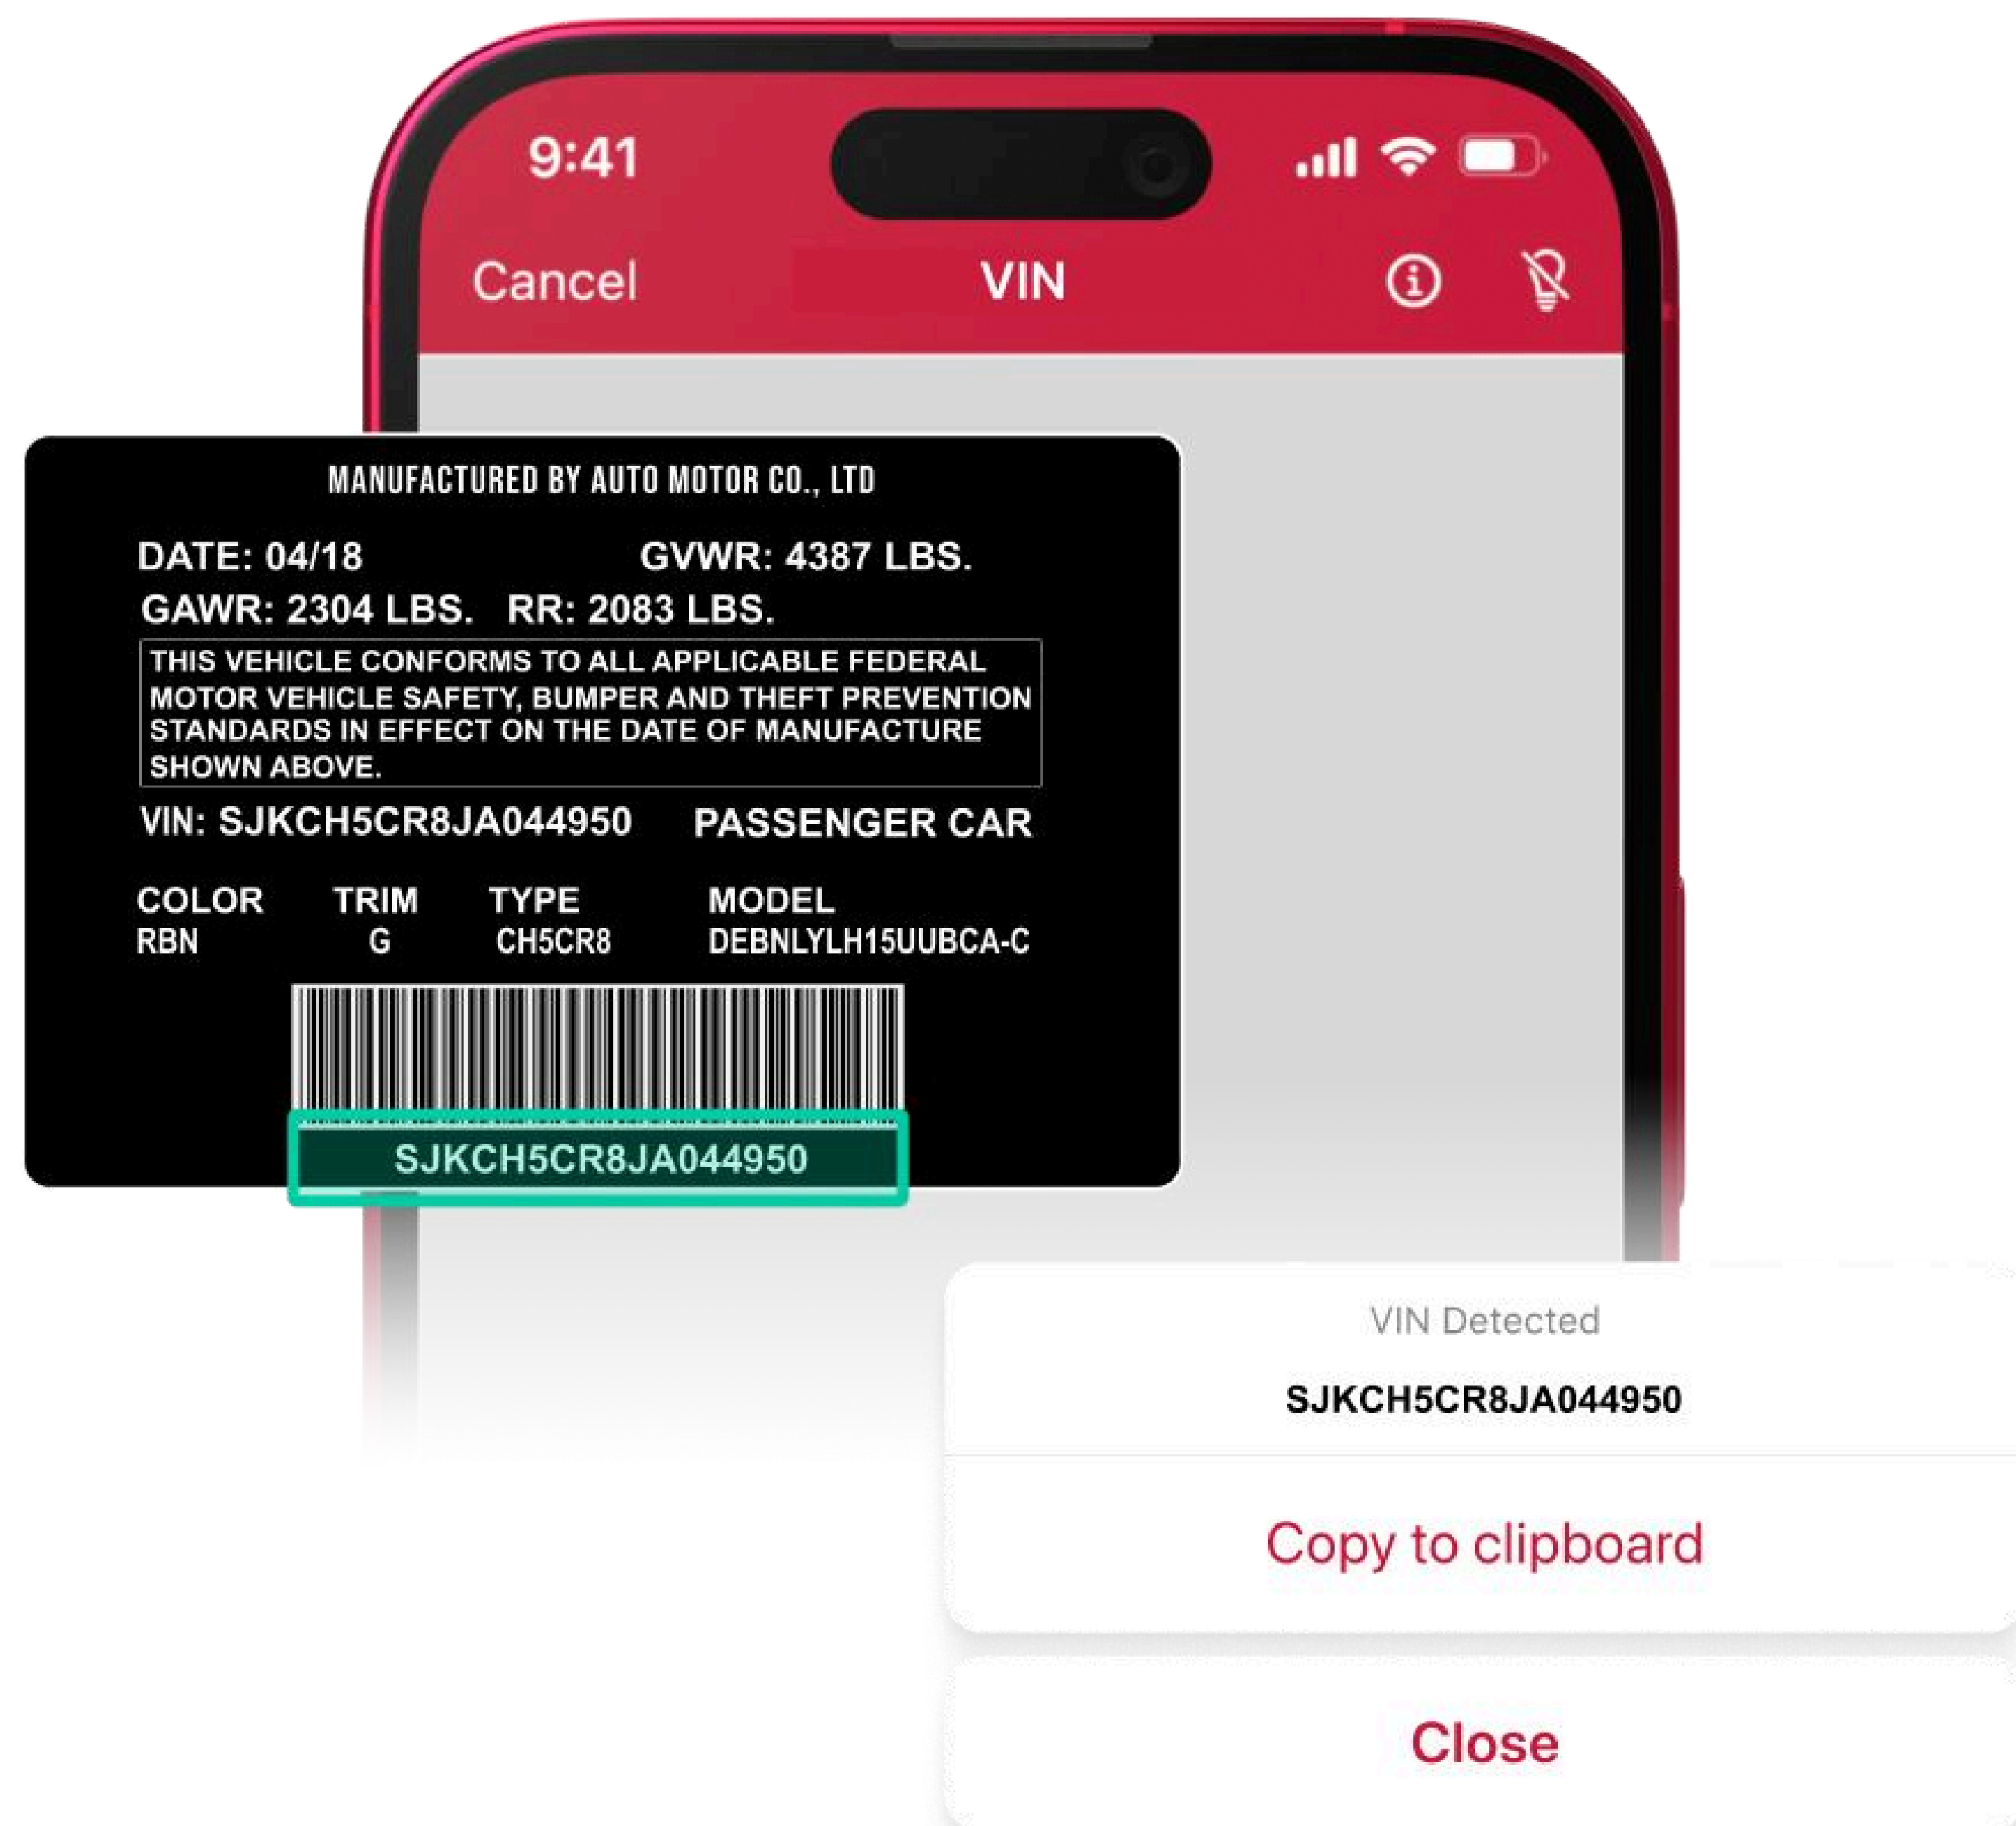 9:41
Cancel VIN
MANUFACTURED BY AUTO MOTOR CO., LTD
DATE: 04/18 GVWR: 4387 LBS.
GAWR: 2304 LBS. RR: 2083 LBS.
THIS VEHICLE CONFORMS TO ALL APPLICABLE FEDERAL
MOTOR VEHICLE SAFETY, BUMPER AND THEFT PREVENTION
STANDARDS IN EFFECT ON THE DATE OF MANUFACTURE
SHOWN ABOVE.
VIN: SJKCH5CR8JA044950 PASSENGER CAR
COLOR TRIM TYPE MODEL
RBN G CH5CR8 DEBNLYLH15UUBCA-C
SJKCH5CR8JA044950
VIN Detected
SJKCH5CR8JA044950
Copy to clipboard
Close